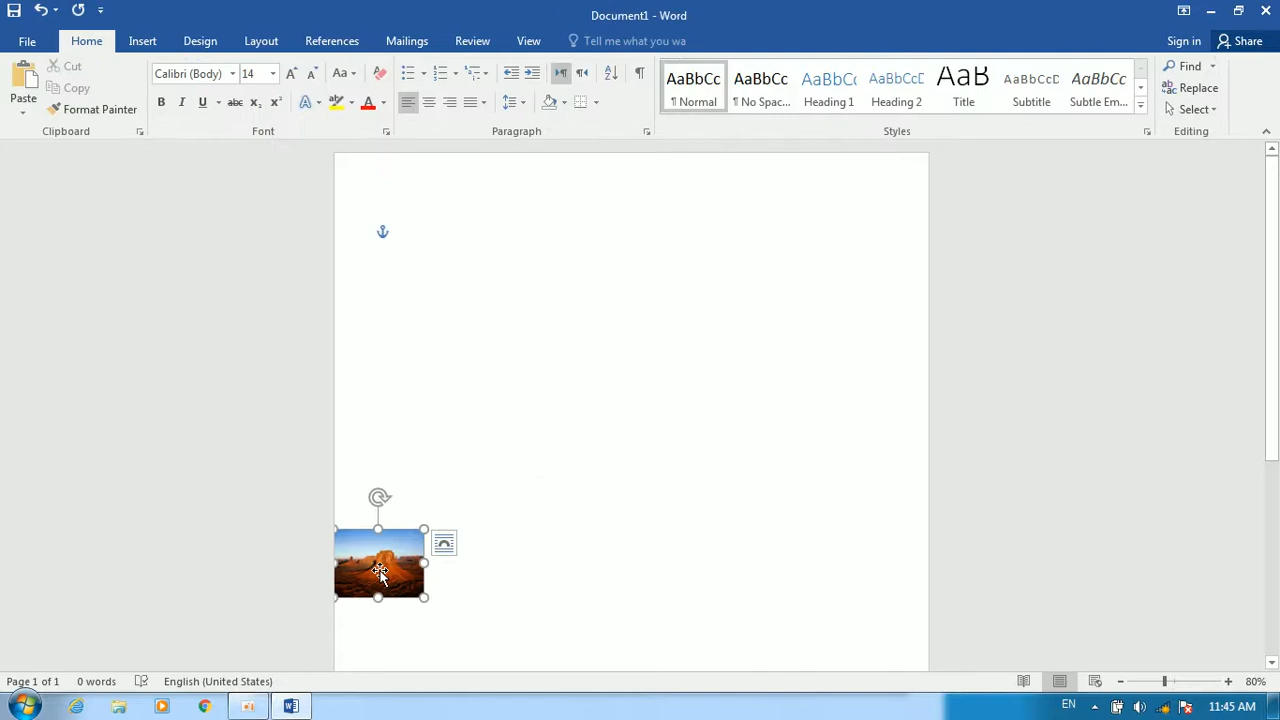 Document1 - Word
File Home Insert Design Layout References Mailings Review View Tell me what you wa Sign in Share
Paste
Cut
Copy
Format Painter
Clipboard
Calibri (Body) 14
Font
Paragraph
AaBbCc AaBbCc AaBbCc AaBbCcD AaB AaBbCcD AaBbCc
¶ Normal ¶ No Spac... Heading 1 Heading 2 Title Subtitle Subtle Em...
Styles
Find
Replace
Select
Editing
Page 1 of 1 0 words English (United States) 80%
EN 11:45 AM